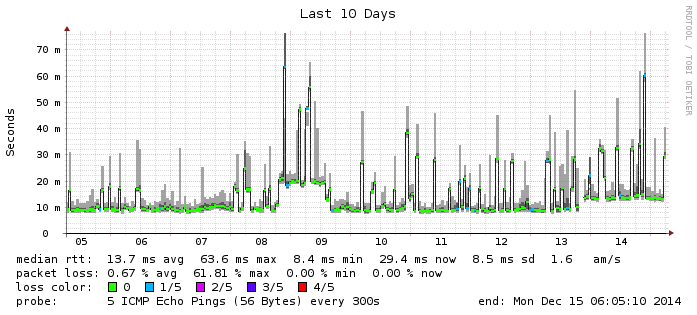 Last 10 Days
RRDTOOL / TOBI OETIKER
Seconds
70 m
60 m
50 m
40 m
30 m
20 m
10 m
0
05 06 07 08 09 10 11 12 13 14
median rtt: 13.7 ms avg 63.6 ms max 8.4 ms min 29.4 ms now 8.5 ms sd 1.6 am/s
packet loss: 0.67 % avg 61.81 % max 0.00 % min 0.00 % now
loss color: 0 1/5 2/5 3/5 4/5
probe: 5 ICMP Echo Pings (56 Bytes) every 300s end: Mon Dec 15 06:05:10 2014